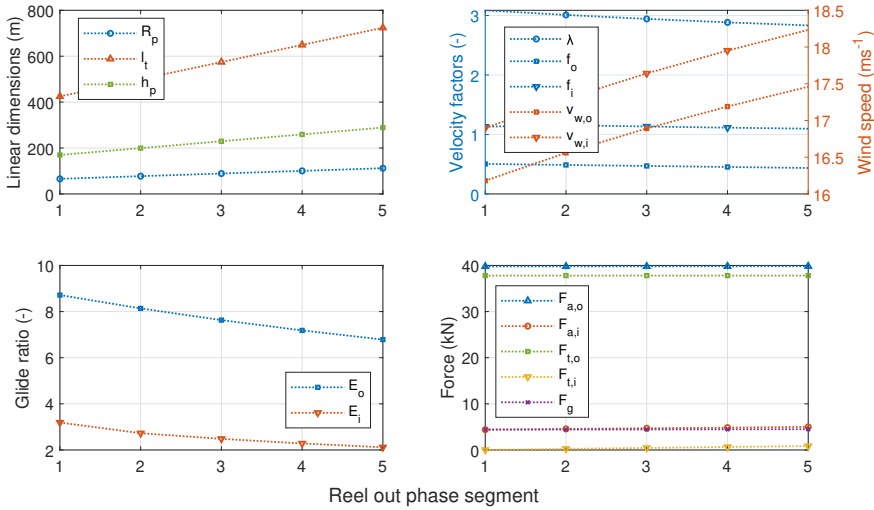 800
600
400
200
0
Linear dimensions (m)
R_p
l_t
h_p
1 2 3 4 5
3
2
1
0
Velocity factors (-)
λ
f_o
f_i
v_w,o
v_w,i
18.5
18
17.5
17
16.5
16
Wind speed (ms^-1)
1 2 3 4 5
10
8
6
4
2
Glide ratio (-)
E_o
E_i
1 2 3 4 5
40
30
20
10
0
Force (kN)
F_a,o
F_a,i
F_t,o
F_t,i
F_g
1 2 3 4 5
Reel out phase segment